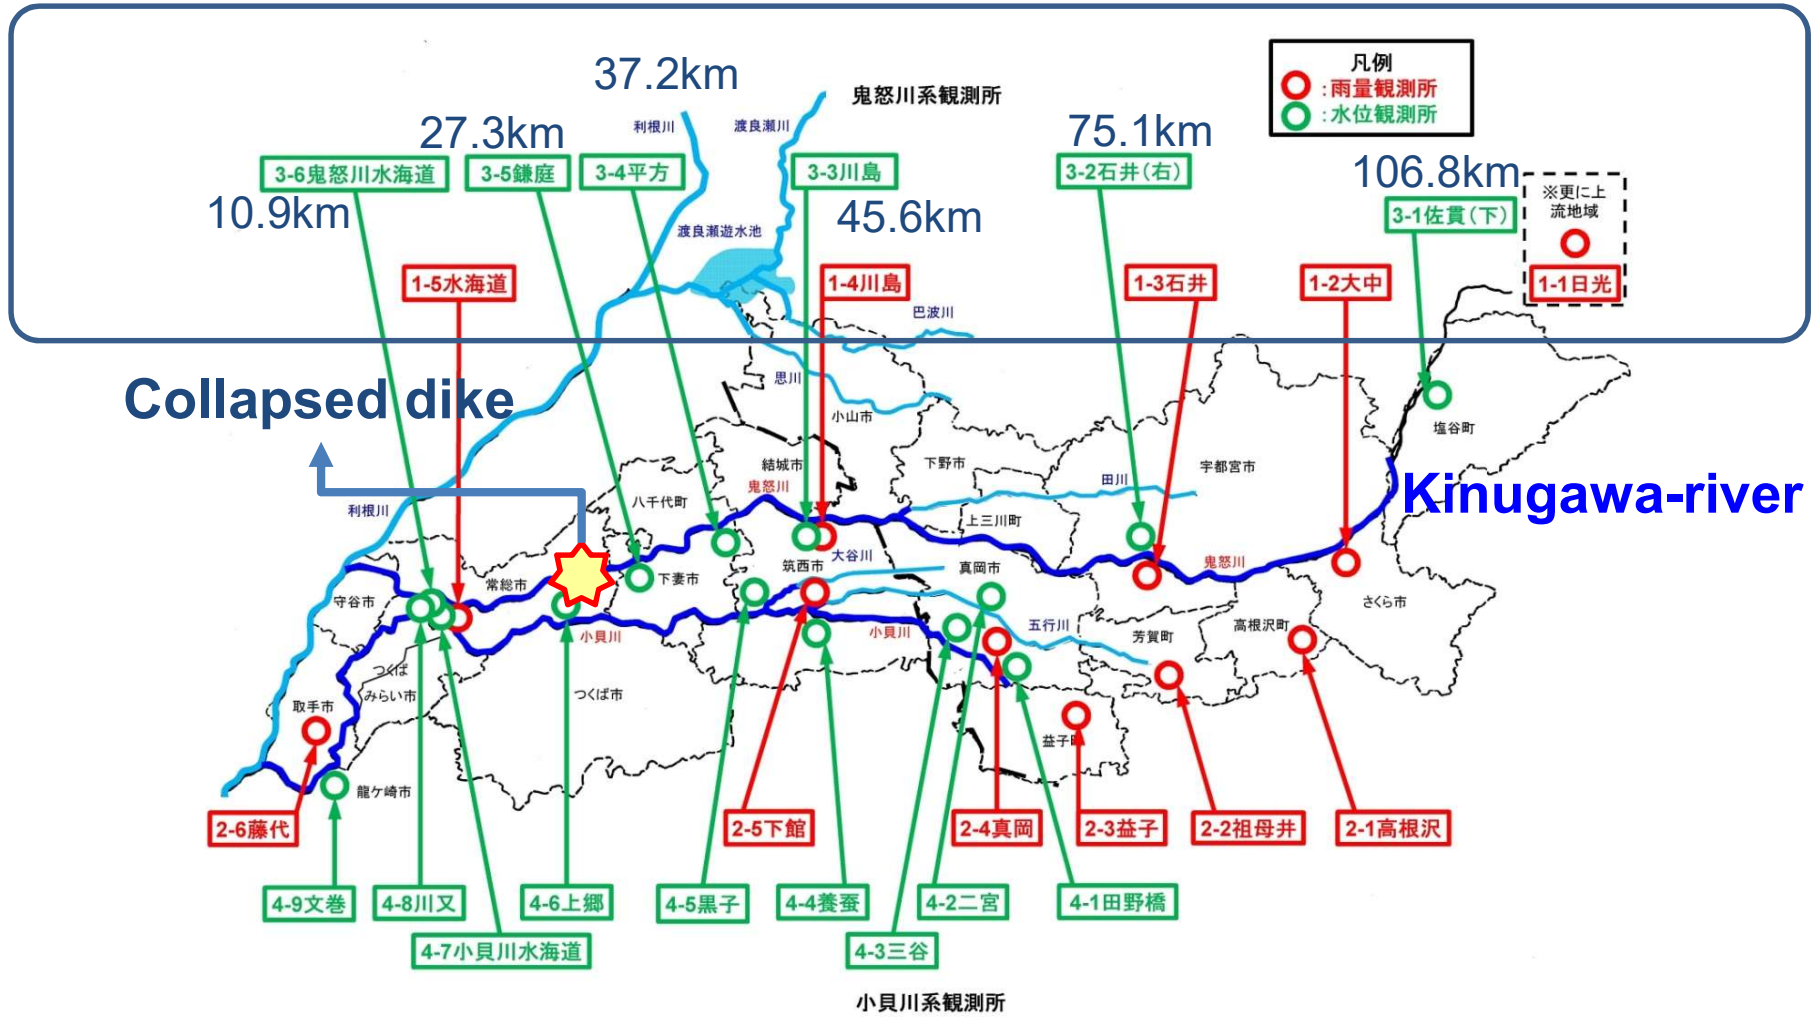 37.2km
鬼怒川系観測所
凡例
:雨量観測所
:水位観測所
27.3km
利根川
渡良瀬川
75.1km
3-6鬼怒川水海道
3-5鎌庭
3-4平方
3-3川島
3-2石井(右)
106.8km
※更に上
流地域
10.9km
45.6km
3-1佐貫(下)
渡良瀬遊水池
1-5水海道
1-4川島
1-3石井
1-2大中
1-1日光
巴波川
思川
Collapsed dike
小山市
塩谷町
結城市
下野市
宇都宮市
鬼怒川
田川
Kinugawa-river
八千代町
利根川
上三川町
大谷川
鬼怒川
筑西市
真岡市
下妻市
常総市
守谷市
さくら市
小貝川
小貝川
五行川
芳賀町
高根沢町
つくば
みらい市
つくば市
取手市
益子町
龍ケ崎市
2-6藤代
2-5下館
2-4真岡
2-3益子
2-2祖母井
2-1高根沢
4-9文巻
4-8川又
4-6上郷
4-5黒子
4-4養蚕
4-2二宮
4-1田野橋
4-7小貝川水海道
4-3三谷
小貝川系観測所